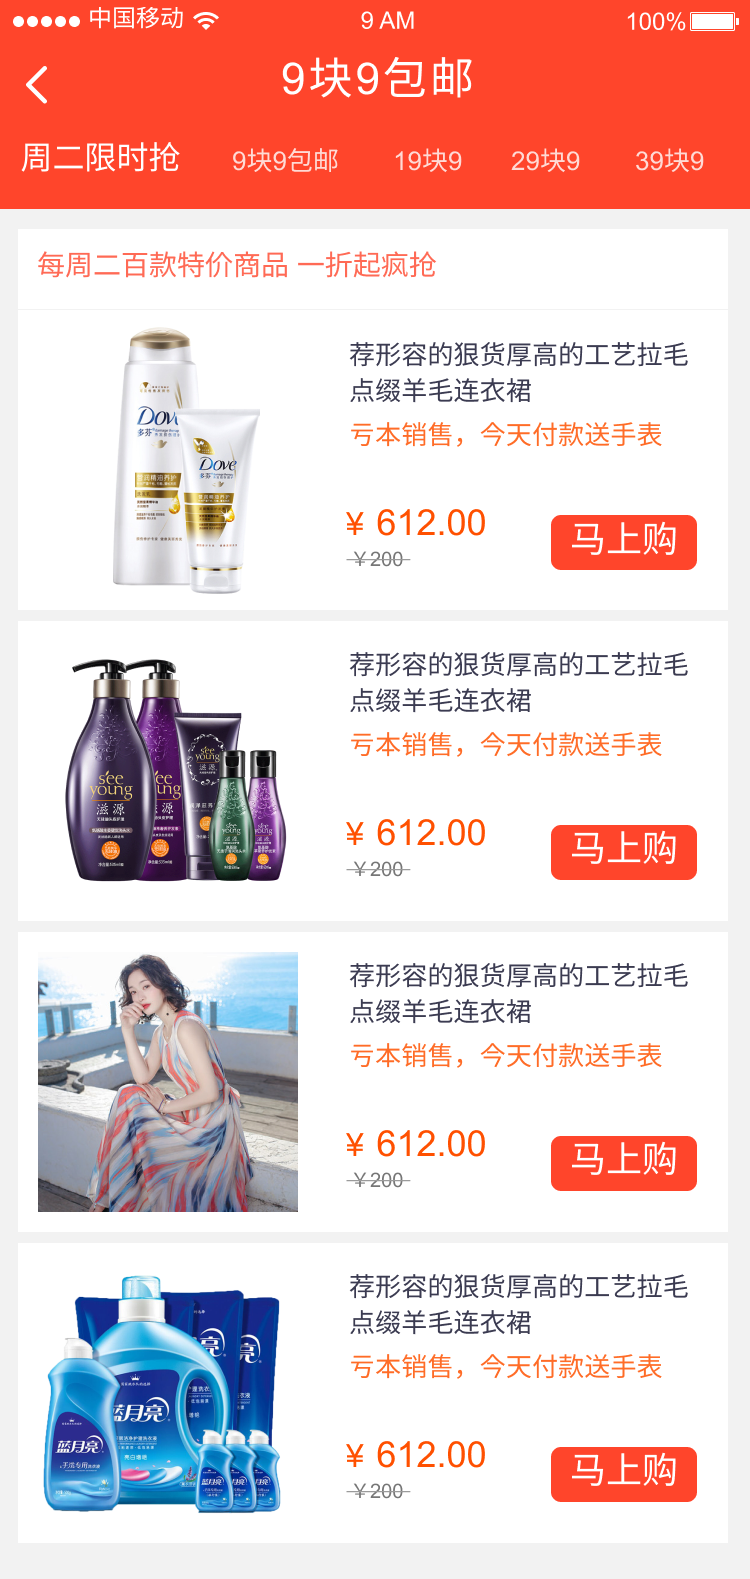 中国移动
9 AM
100%
9块9包邮
周二限时抢
9块9包邮
19块9
29块9
39块9
每周二百款特价商品 一折起疯抢
Dove
多芬
Dove
多芬
荐形容的狠货厚高的工艺拉毛
点缀羊毛连衣裙
亏本销售，今天付款送手表
¥ 612.00
¥200
马上购
see
young
滋源
see
young
滋源
荐形容的狠货厚高的工艺拉毛
点缀羊毛连衣裙
亏本销售，今天付款送手表
¥ 612.00
¥200
马上购
荐形容的狠货厚高的工艺拉毛
点缀羊毛连衣裙
亏本销售，今天付款送手表
¥ 612.00
¥200
马上购
蓝月亮
蓝月亮
荐形容的狠货厚高的工艺拉毛
点缀羊毛连衣裙
亏本销售，今天付款送手表
¥ 612.00
¥200
马上购